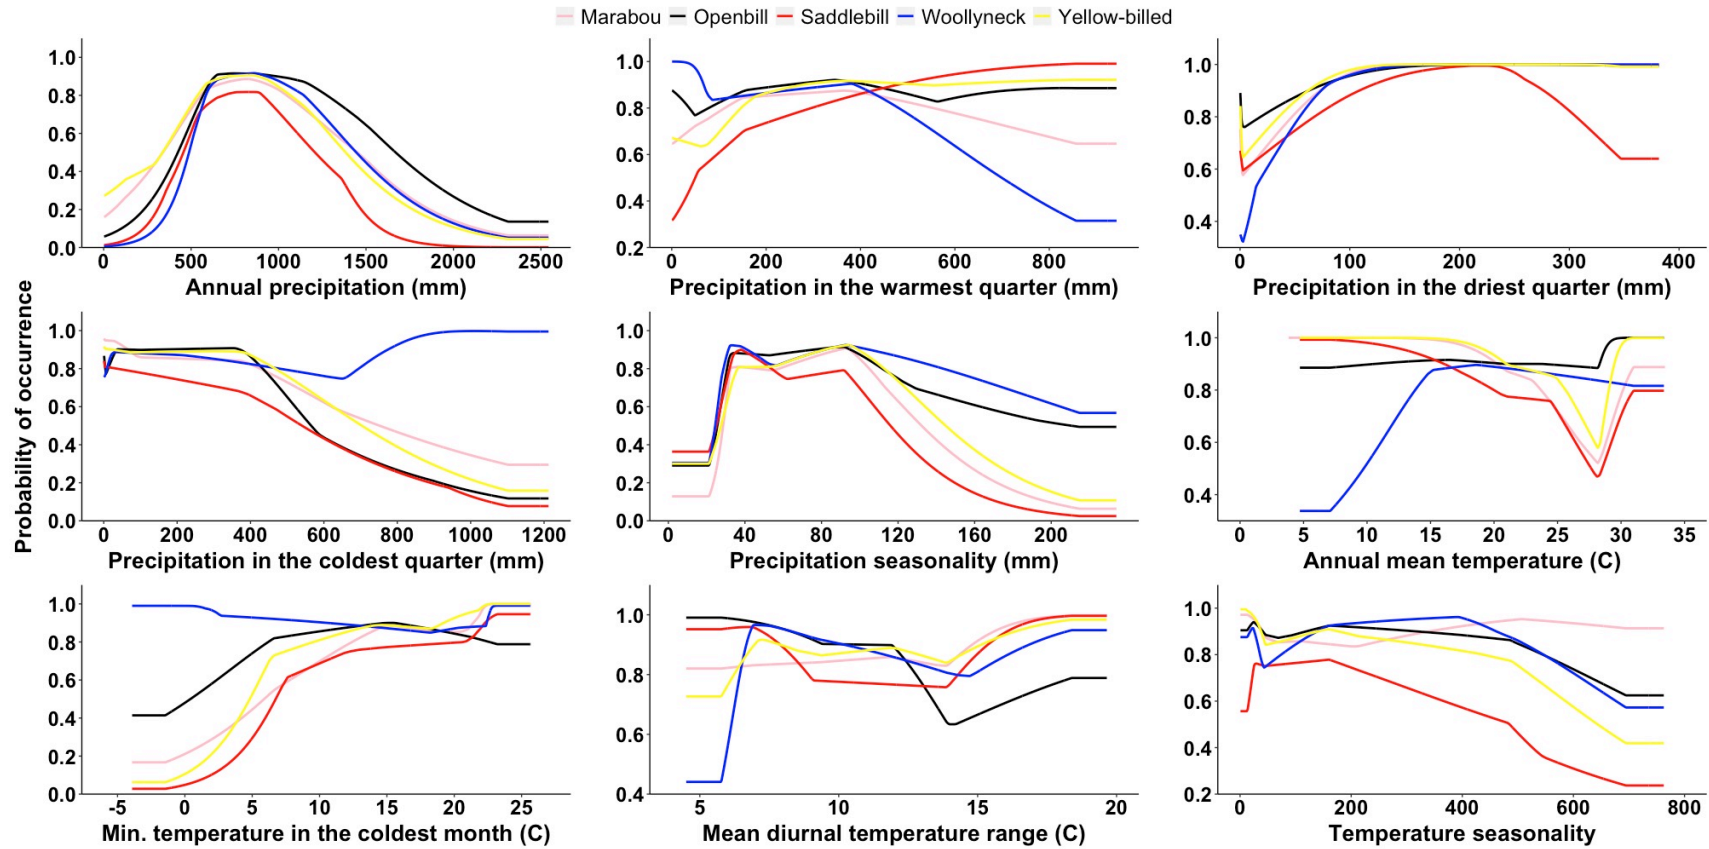 Marabou Openbill Saddlebill Woollyneck Yellow-billed
Probability of occurrence
1.0
0.8
0.6
0.4
0.2
0.0
0 500 1000 1500 2000 2500
Annual precipitation (mm)
1.0
0.8
0.6
0.4
0.2
0 200 400 600 800
Precipitation in the warmest quarter (mm)
1.0
0.8
0.6
0.4
0 100 200 300 400
Precipitation in the driest quarter (mm)
1.0
0.8
0.6
0.4
0.2
0.0
0 200 400 600 800 1000 1200
Precipitation in the coldest quarter (mm)
1.0
0.8
0.6
0.4
0.2
0.0
0 40 80 120 160 200
Precipitation seasonality (mm)
1.0
0.8
0.6
0.4
0 5 10 15 20 25 30 35
Annual mean temperature (C)
1.0
0.8
0.6
0.4
0.2
0.0
-5 0 5 10 15 20 25
Min. temperature in the coldest month (C)
1.0
0.8
0.6
0.4
5 10 15 20
Mean diurnal temperature range (C)
1.0
0.8
0.6
0.4
0.2
0 200 400 600 800
Temperature seasonality